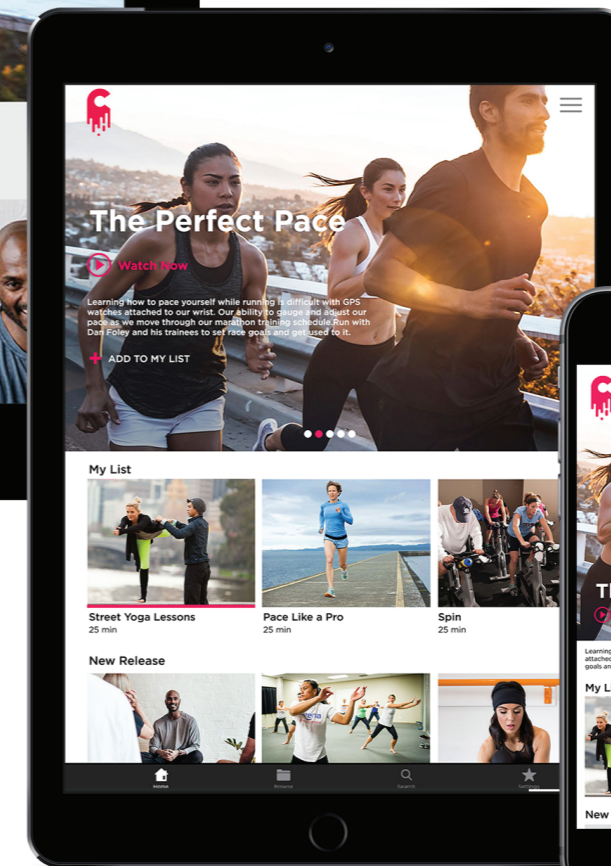 The Perfect Pace
Watch Now
Learning how to pace yourself while running is difficult with GPS
watches attached to our wrist. Our ability to gauge and adjust our
pace as we move through our marathon training schedule.Run with
Dan Foley and his trainees to set race goals and get used to it.
ADD TO MY LIST
My List
Street Yoga Lessons
25 min
Pace Like a Pro
25 min
Spin
25 min
New Release
Home
Browse
Search
Settings
Th
Learning
attached
goals an
My Li
New